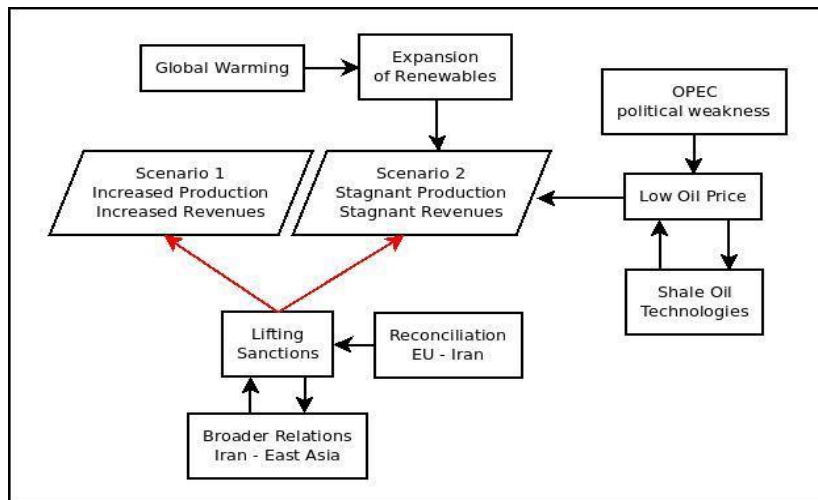 Global Warming
Expansion
of Renewables
OPEC
political weakness
Scenario 1
Increased Production
Increased Revenues
Scenario 2
Stagnant Production
Stagnant Revenues
Low Oil Price
Shale Oil
Technologies
Lifting
Sanctions
Reconciliation
EU - Iran
Broader Relations
Iran - East Asia